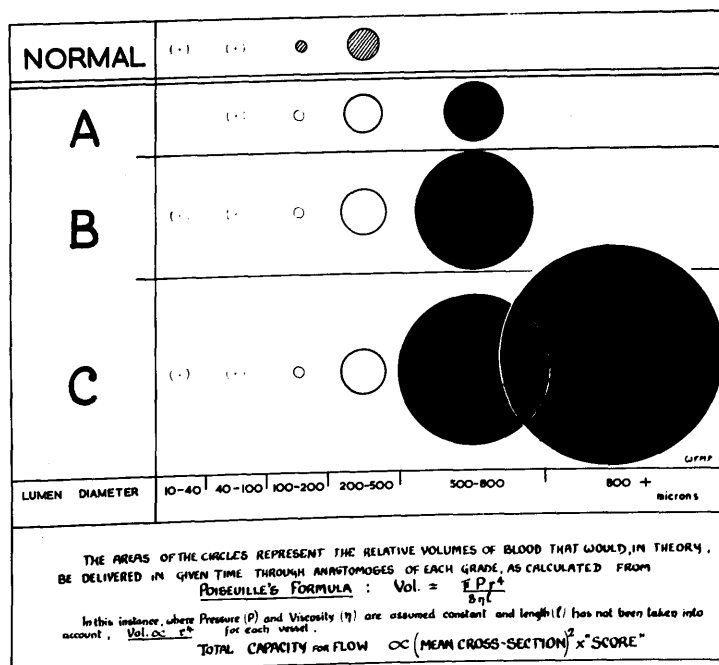 NORMAL
A
B
C
WFMP
LUMEN DIAMETER 10-40 40-100 100-200 200-500 500-800 800 +
microns
THE AREAS OF THE CIRCLES REPRESENT THE RELATIVE VOLUMES OF BLOOD THAT WOULD, IN THEORY,
BE DELIVERED IN GIVEN TIME THROUGH ANASTOMOSES OF EACH GRADE, AS CALCULATED FROM
POISEUILLE'S FORMULA : Vol. = π P r⁴ / 8 η l
In this instance, where Pressure (P) and Viscosity (η) are assumed constant and length (l) has not been taken into
account, Vol. ∝ r⁴ for each vessel.
TOTAL CAPACITY FOR FLOW ∝ (MEAN CROSS-SECTION)² x "SCORE"